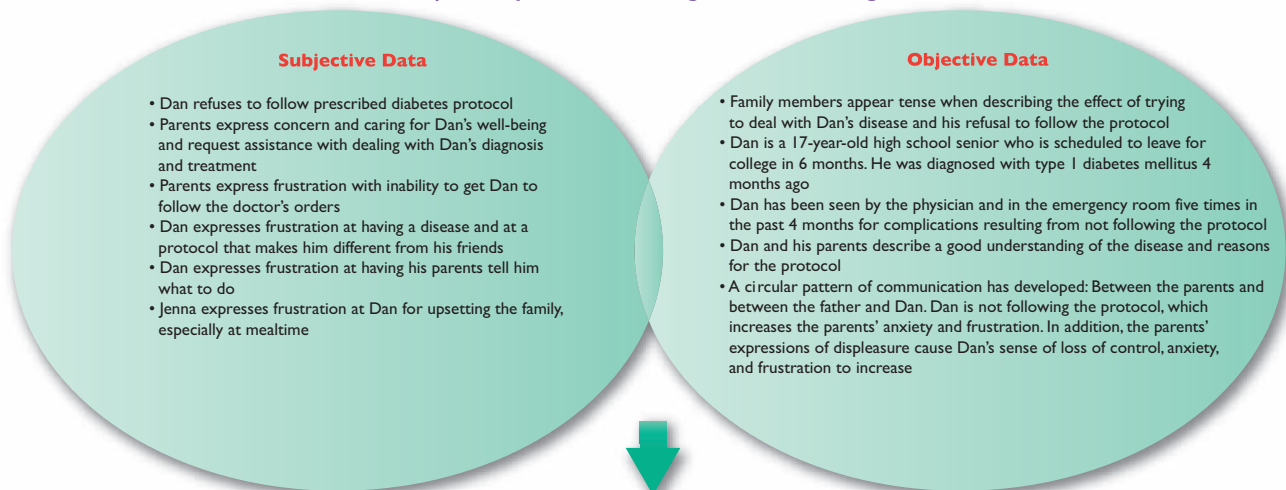 Subjective Data
• Dan refuses to follow prescribed diabetes protocol
• Parents express concern and caring for Dan's well-being
and request assistance with dealing with Dan's diagnosis
and treatment
• Parents express frustration with inability to get Dan to
follow the doctor's orders
• Dan expresses frustration at having a disease and at a
protocol that makes him different from his friends
• Dan expresses frustration at having his parents tell him
what to do
• Jenna expresses frustration at Dan for upsetting the family,
especially at mealtime
Objective Data
• Family members appear tense when describing the effect of trying
to deal with Dan's disease and his refusal to follow the protocol
• Dan is a 17-year-old high school senior who is scheduled to leave for
college in 6 months. He was diagnosed with type 1 diabetes mellitus 4
months ago
• Dan has been seen by the physician and in the emergency room five times in
the past 4 months for complications resulting from not following the protocol
• Dan and his parents describe a good understanding of the disease and reasons
for the protocol
• A circular pattern of communication has developed: Between the parents and
between the father and Dan. Dan is not following the protocol, which
increases the parents' anxiety and frustration. In addition, the parents'
expressions of displeasure cause Dan's sense of loss of control, anxiety,
and frustration to increase